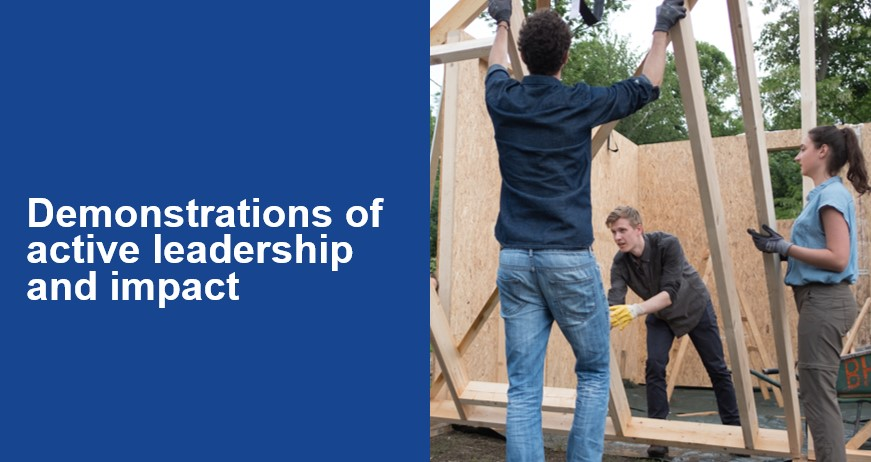 Demonstrations of
active leadership
and impact